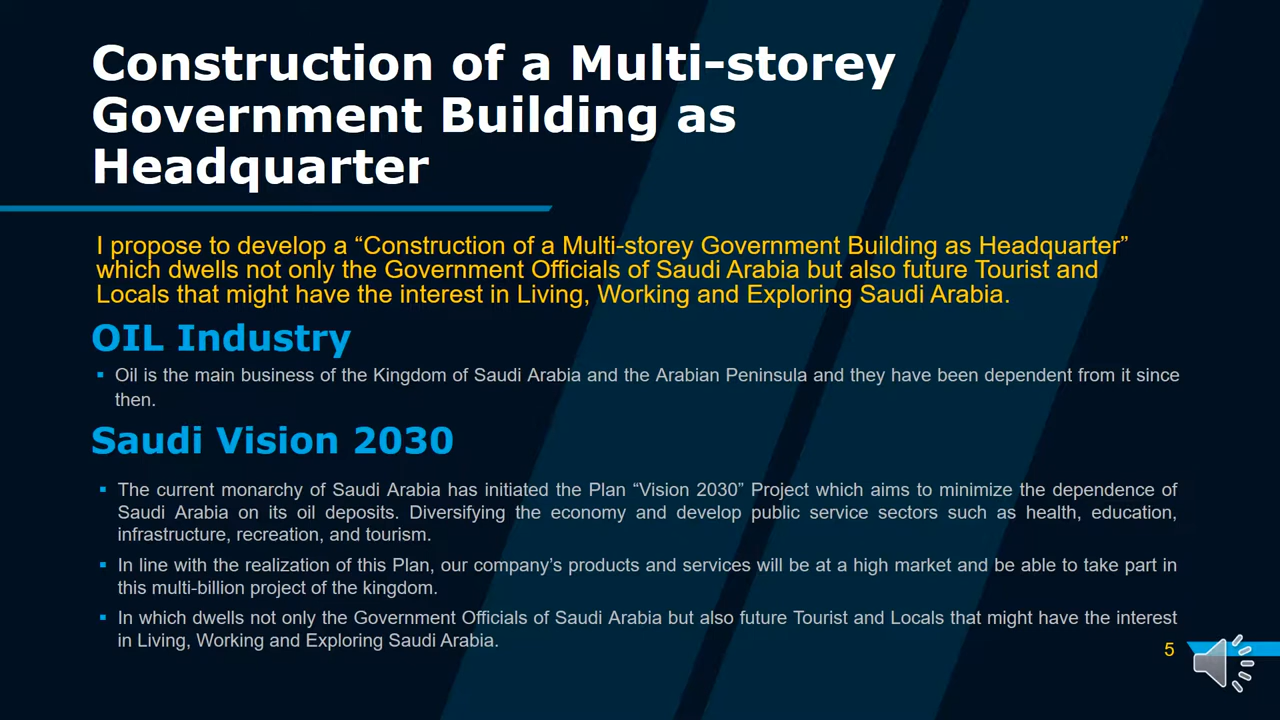 Construction of a Multi-storey
Government Building as
Headquarter
I propose to develop a “Construction of a Multi-storey Government Building as Headquarter”
which dwells not only the Government Officials of Saudi Arabia but also future Tourist and
Locals that might have the interest in Living, Working and Exploring Saudi Arabia.
OIL Industry
▪ Oil is the main business of the Kingdom of Saudi Arabia and the Arabian Peninsula and they have been dependent from it since
then.
Saudi Vision 2030
▪ The current monarchy of Saudi Arabia has initiated the Plan “Vision 2030” Project which aims to minimize the dependence of
Saudi Arabia on its oil deposits. Diversifying the economy and develop public service sectors such as health, education,
infrastructure, recreation, and tourism.
▪ In line with the realization of this Plan, our company’s products and services will be at a high market and be able to take part in
this multi-billion project of the kingdom.
▪ In which dwells not only the Government Officials of Saudi Arabia but also future Tourist and Locals that might have the interest
in Living, Working and Exploring Saudi Arabia.
5